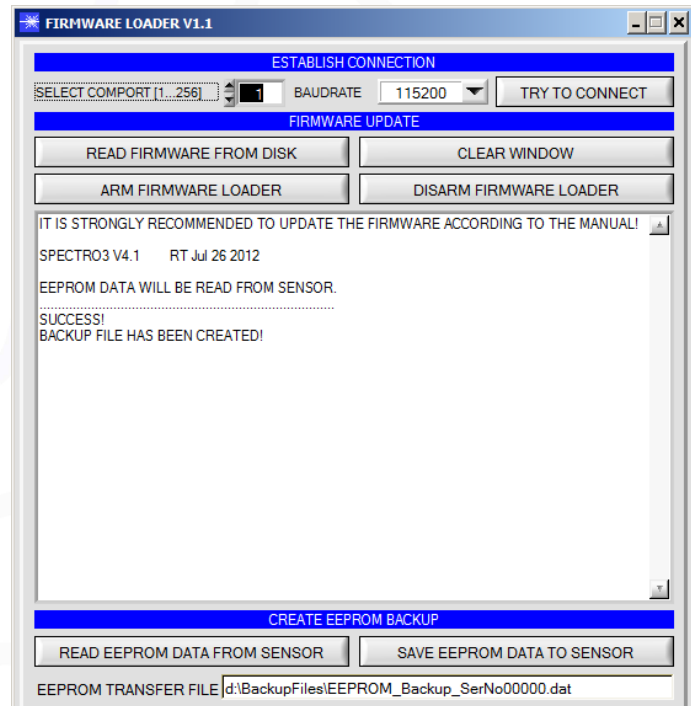 FIRMWARE LOADER V1.1
ESTABLISH CONNECTION
SELECT COMPORT [1...256] 1 BAUDRATE 115200 TRY TO CONNECT
FIRMWARE UPDATE
READ FIRMWARE FROM DISK CLEAR WINDOW
ARM FIRMWARE LOADER DISARM FIRMWARE LOADER
IT IS STRONGLY RECOMMENDED TO UPDATE THE FIRMWARE ACCORDING TO THE MANUAL!
SPECTRO3 V4.1 RT Jul 26 2012
EEPROM DATA WILL BE READ FROM SENSOR.
................................................................................
SUCCESS!
BACKUP FILE HAS BEEN CREATED!
CREATE EEPROM BACKUP
READ EEPROM DATA FROM SENSOR SAVE EEPROM DATA TO SENSOR
EEPROM TRANSFER FILE d:\BackupFiles\EEPROM_Backup_SerNo00000.dat